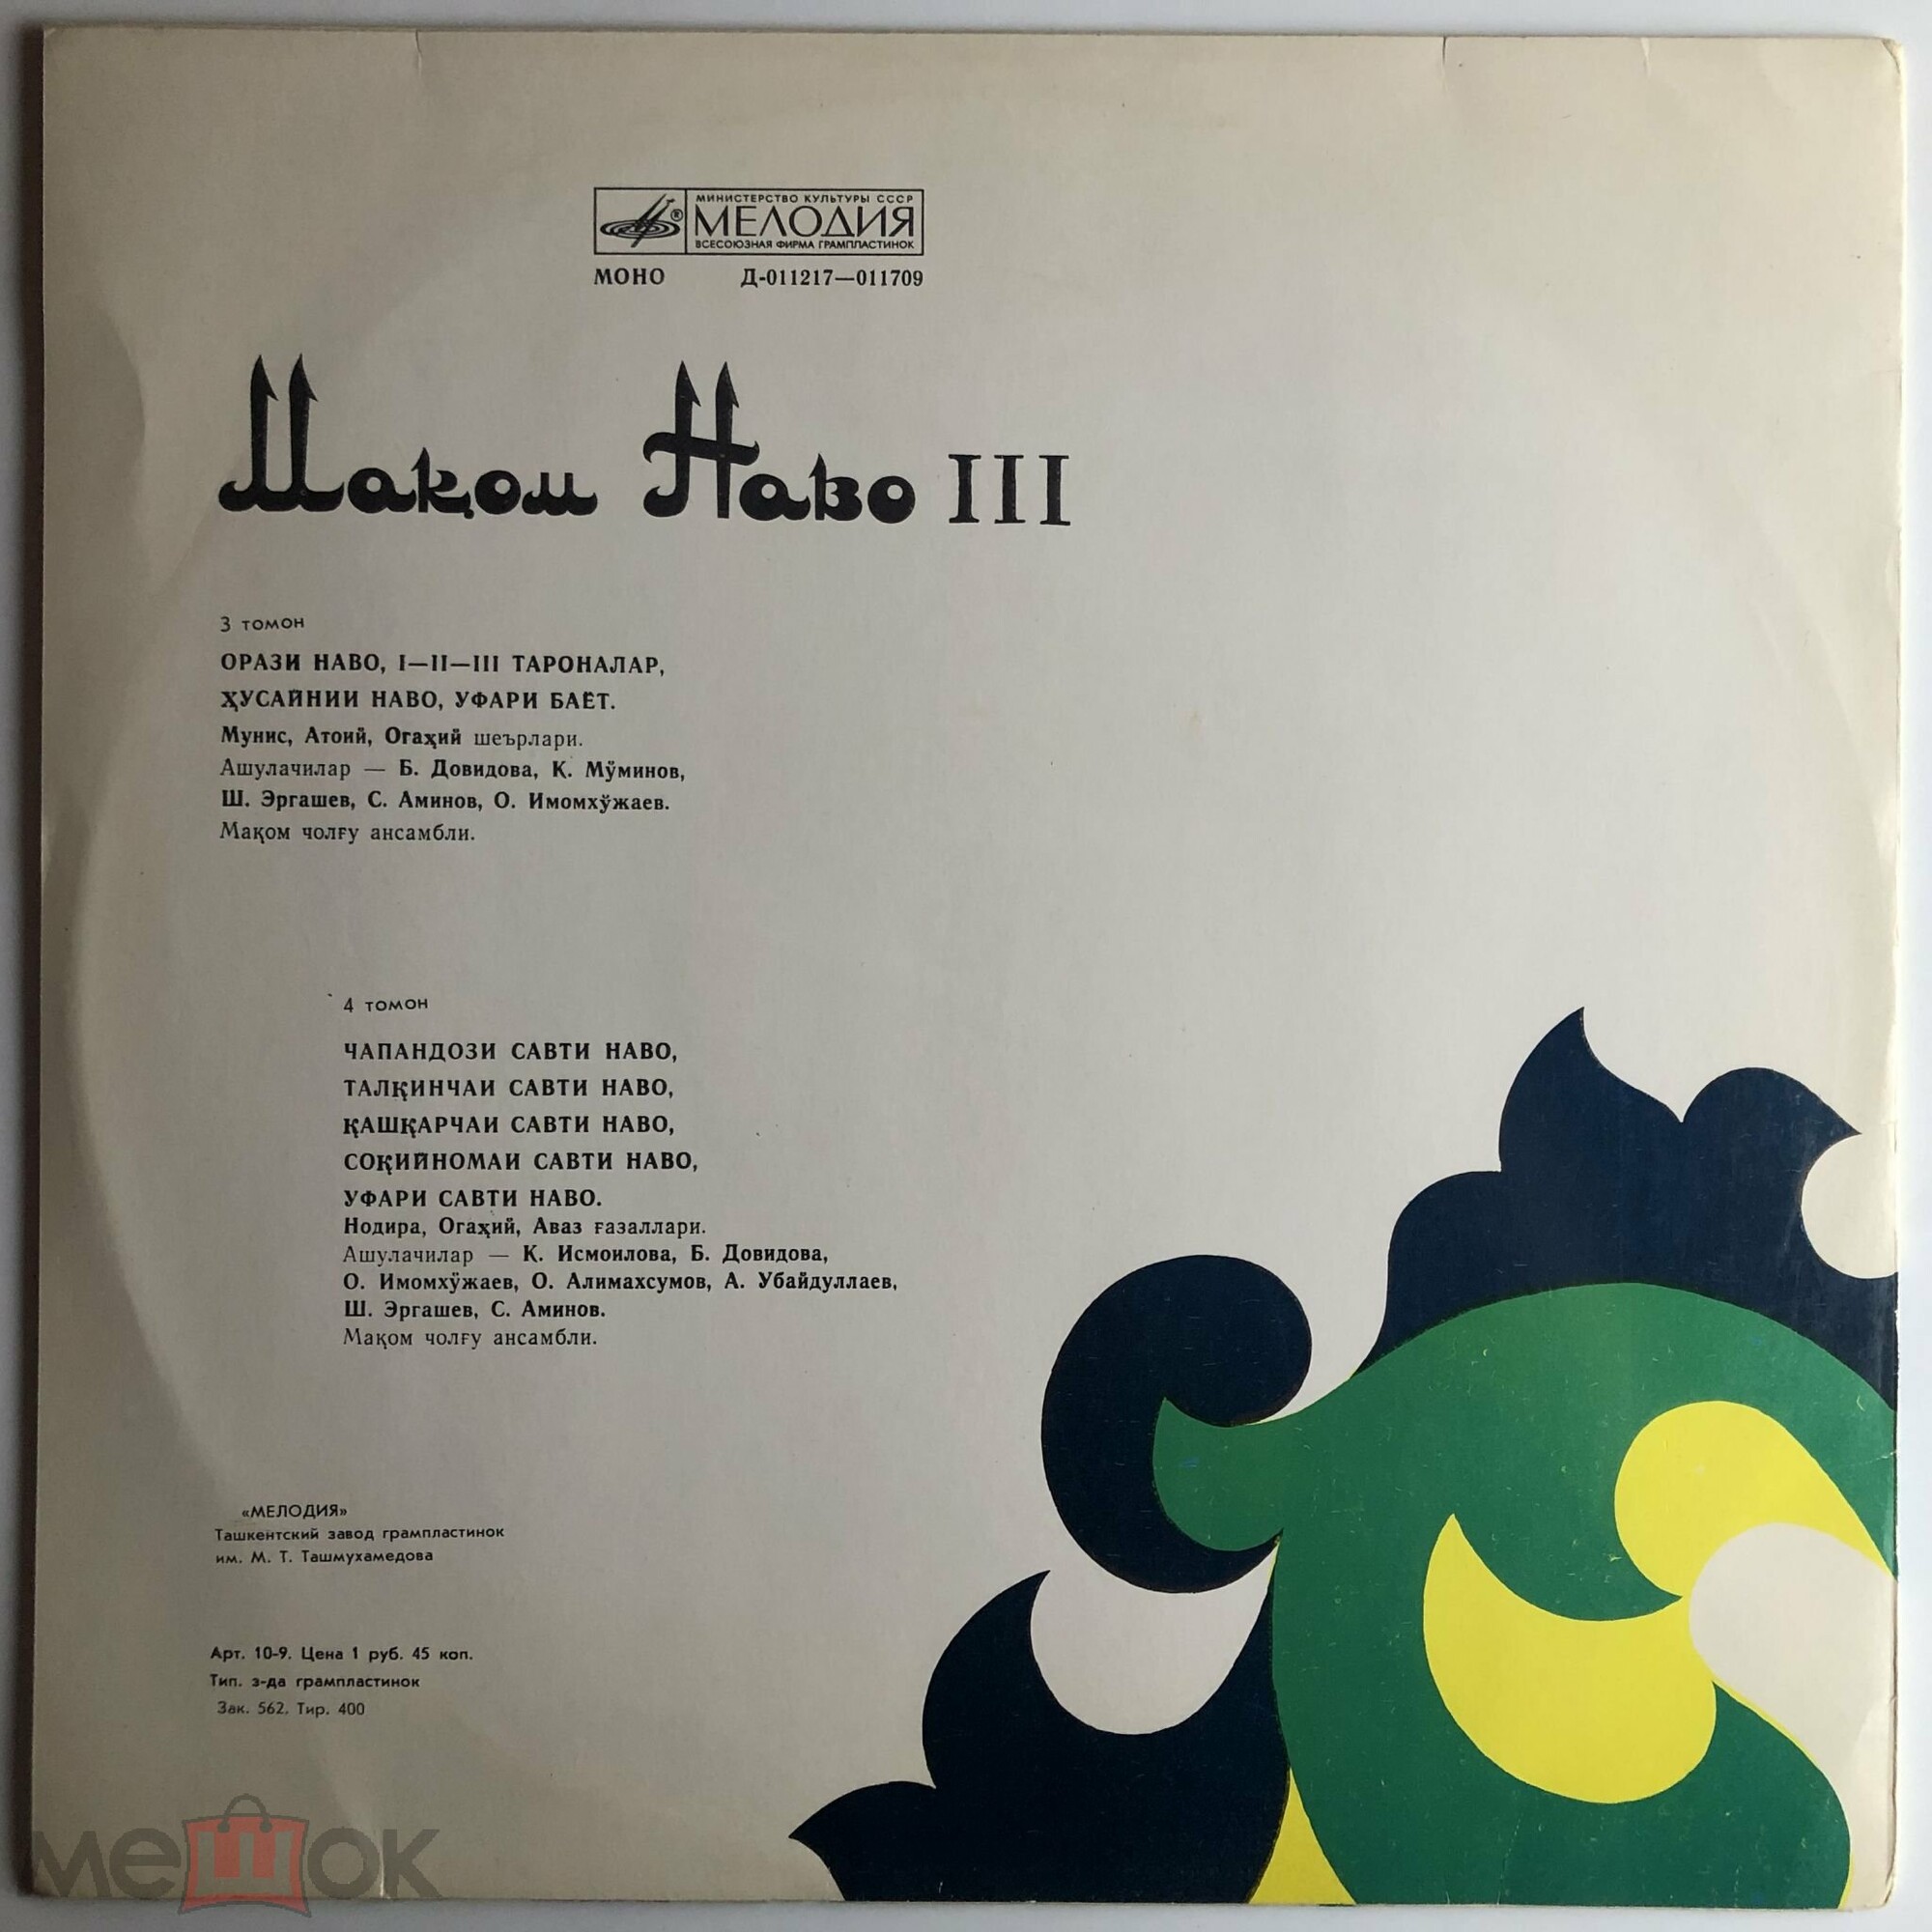 МИНИСТЕРСТВО КУЛЬТУРЫ СССР
МЕЛОДИЯ
ВСЕСОЮЗНАЯ ФИРМА ГРАМПЛАСТИНОК
МОНО Д-011217—011709
Мақом Наво III
3 томон
ОРАЗИ НАВО, I—II—III ТАРОНАЛАР,
ҲУСАЙНИИ НАВО, УФАРИ БАЁТ.
Мунис, Атоий, Огаҳий шеърлари.
Ашулачилар — Б. Довидова, К. Мўминов,
Ш. Эргашев, С. Аминов, О. Имомхўжаев.
Мақом чолғу ансамбли.
4 томон
ЧАПАНДОЗИ САВТИ НАВО,
ТАЛҚИНЧАИ САВТИ НАВО,
ҚАШҚАРЧАИ САВТИ НАВО,
СОҚИЙНОМАИ САВТИ НАВО,
УФАРИ САВТИ НАВО.
Нодира, Огаҳий, Аваз ғазаллари.
Ашулачилар — К. Исмоилова, Б. Довидова,
О. Имомхўжаев, О. Алимахсумов, А. Убайдуллаев,
Ш. Эргашев, С. Аминов.
Мақом чолғу ансамбли.
«МЕЛОДИЯ»
Ташкентский завод грампластинок
им. М. Т. Ташмухамедова
Арт. 10-9. Цена 1 руб. 45 коп.
Тип. з-да грампластинок
Зак. 562. Тир. 400
мешок